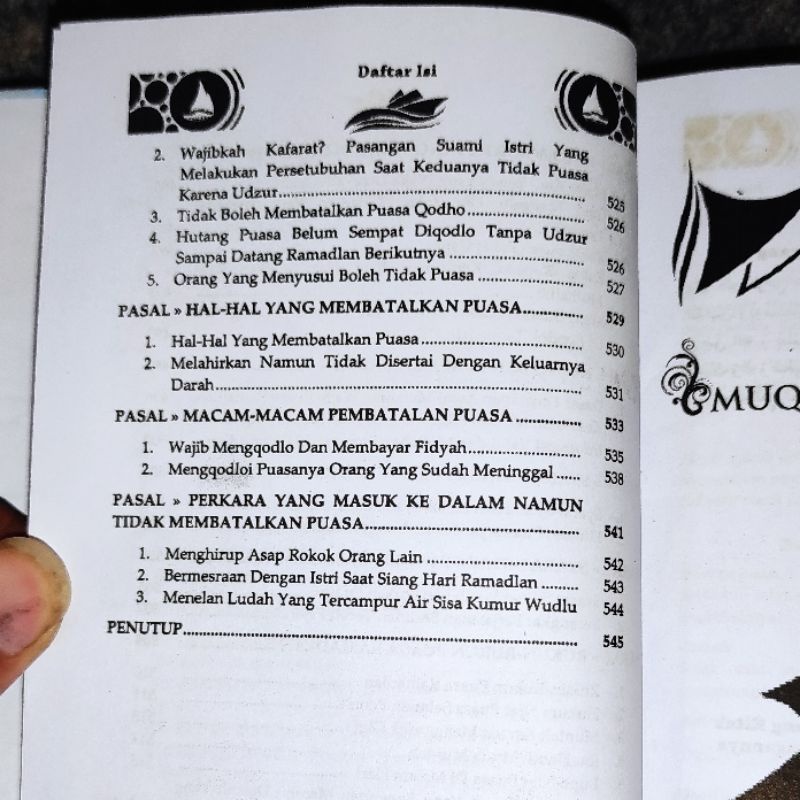 Daftar Isi
2. Wajibkah Kafarat? Pasangan Suami Istri Yang
Melakukan Persetubuhan Saat Keduanya Tidak Puasa
Karena Udzur 525
3. Tidak Boleh Membatalkan Puasa Qodho 526
4. Hutang Puasa Belum Sempat Diqodlo Tanpa Udzur
Sampai Datang Ramadlan Berikutnya 526
5. Orang Yang Menyusui Boleh Tidak Puasa 527
PASAL » HAL-HAL YANG MEMBATALKAN PUASA 529
1. Hal-Hal Yang Membatalkan Puasa 530
2. Melahirkan Namun Tidak Disertai Dengan Keluarnya
Darah 531
PASAL » MACAM-MACAM PEMBATALAN PUASA 533
1. Wajib Mengqodlo Dan Membayar Fidyah 535
2. Mengqodloi Puasanya Orang Yang Sudah Meninggal 538
PASAL » PERKARA YANG MASUK KE DALAM NAMUN
TIDAK MEMBATALKAN PUASA 541
1. Menghirup Asap Rokok Orang Lain 542
2. Bermesraan Dengan Istri Saat Siang Hari Ramadlan 543
3. Menelan Ludah Yang Tercampur Air Sisa Kumur Wudlu 544
PENUTUP 545
MUQ